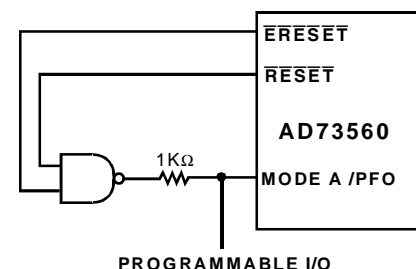 ERESET
RESET
AD73560
1KΩ
MODE A /PFO
PROGRAMMABLE I/O